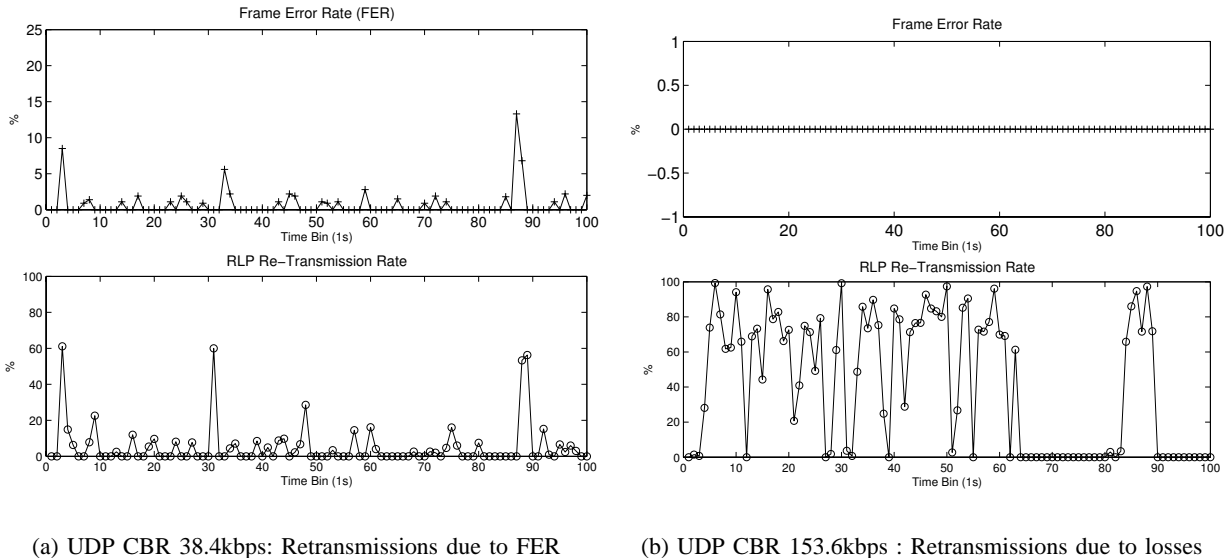 Frame Error Rate (FER)
25
20
15
10
5
0
%
0 10 20 30 40 50 60 70 80 90 100
Time Bin (1s)
RLP Re−Transmission Rate
100
80
60
40
20
0
%
0 10 20 30 40 50 60 70 80 90 100
Time Bin (1s)
(a) UDP CBR 38.4kbps: Retransmissions due to FER
Frame Error Rate
1
0.5
0
−0.5
−1
%
0 20 40 60 80 100
Time Bin (1s)
RLP Re−Transmission Rate
100
80
60
40
20
0
%
0 10 20 30 40 50 60 70 80 90 100
Time Bin (1s)
(b) UDP CBR 153.6kbps : Retransmissions due to losses